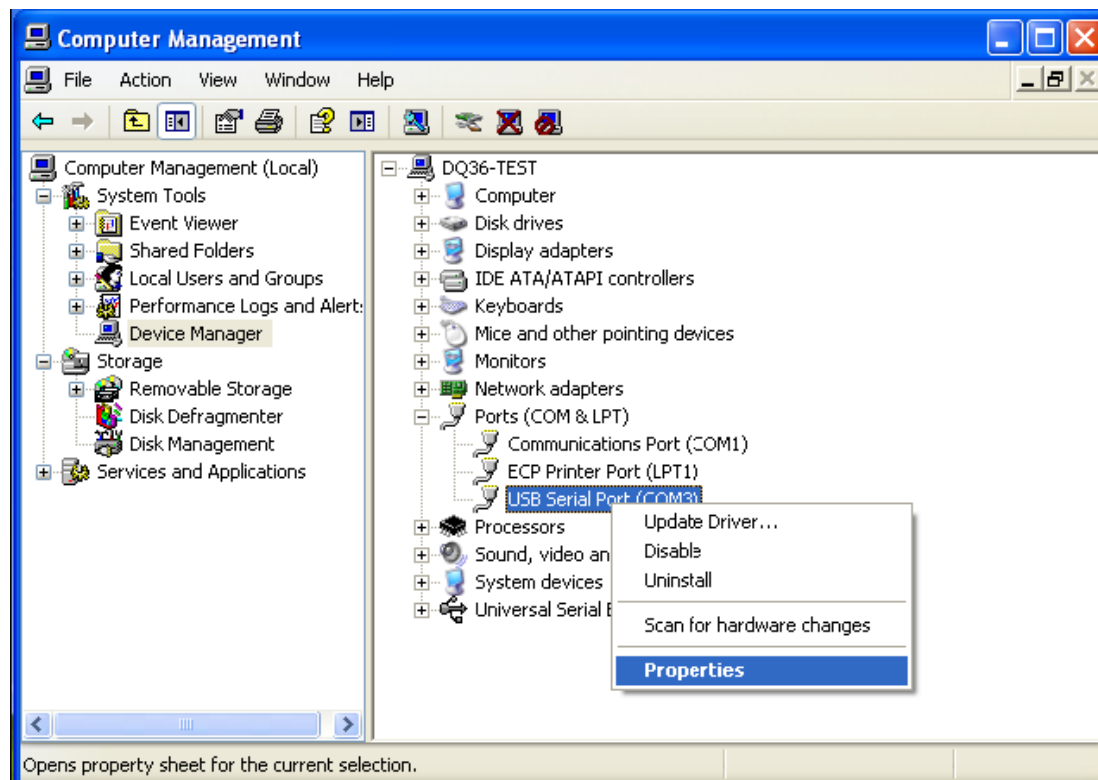 Computer Management
File Action View Window Help
Computer Management (Local)
System Tools
Event Viewer
Shared Folders
Local Users and Groups
Performance Logs and Alert
Device Manager
Storage
Removable Storage
Disk Defragmenter
Disk Management
Services and Applications
DQ36-TEST
Computer
Disk drives
Display adapters
IDE ATA/ATAPI controllers
Keyboards
Mice and other pointing devices
Monitors
Network adapters
Ports (COM & LPT)
Communications Port (COM1)
ECP Printer Port (LPT1)
USB Serial Port (COM3)
Processors
Sound, video an
System devices
Universal Serial
Update Driver...
Disable
Uninstall
Scan for hardware changes
Properties
Opens property sheet for the current selection.